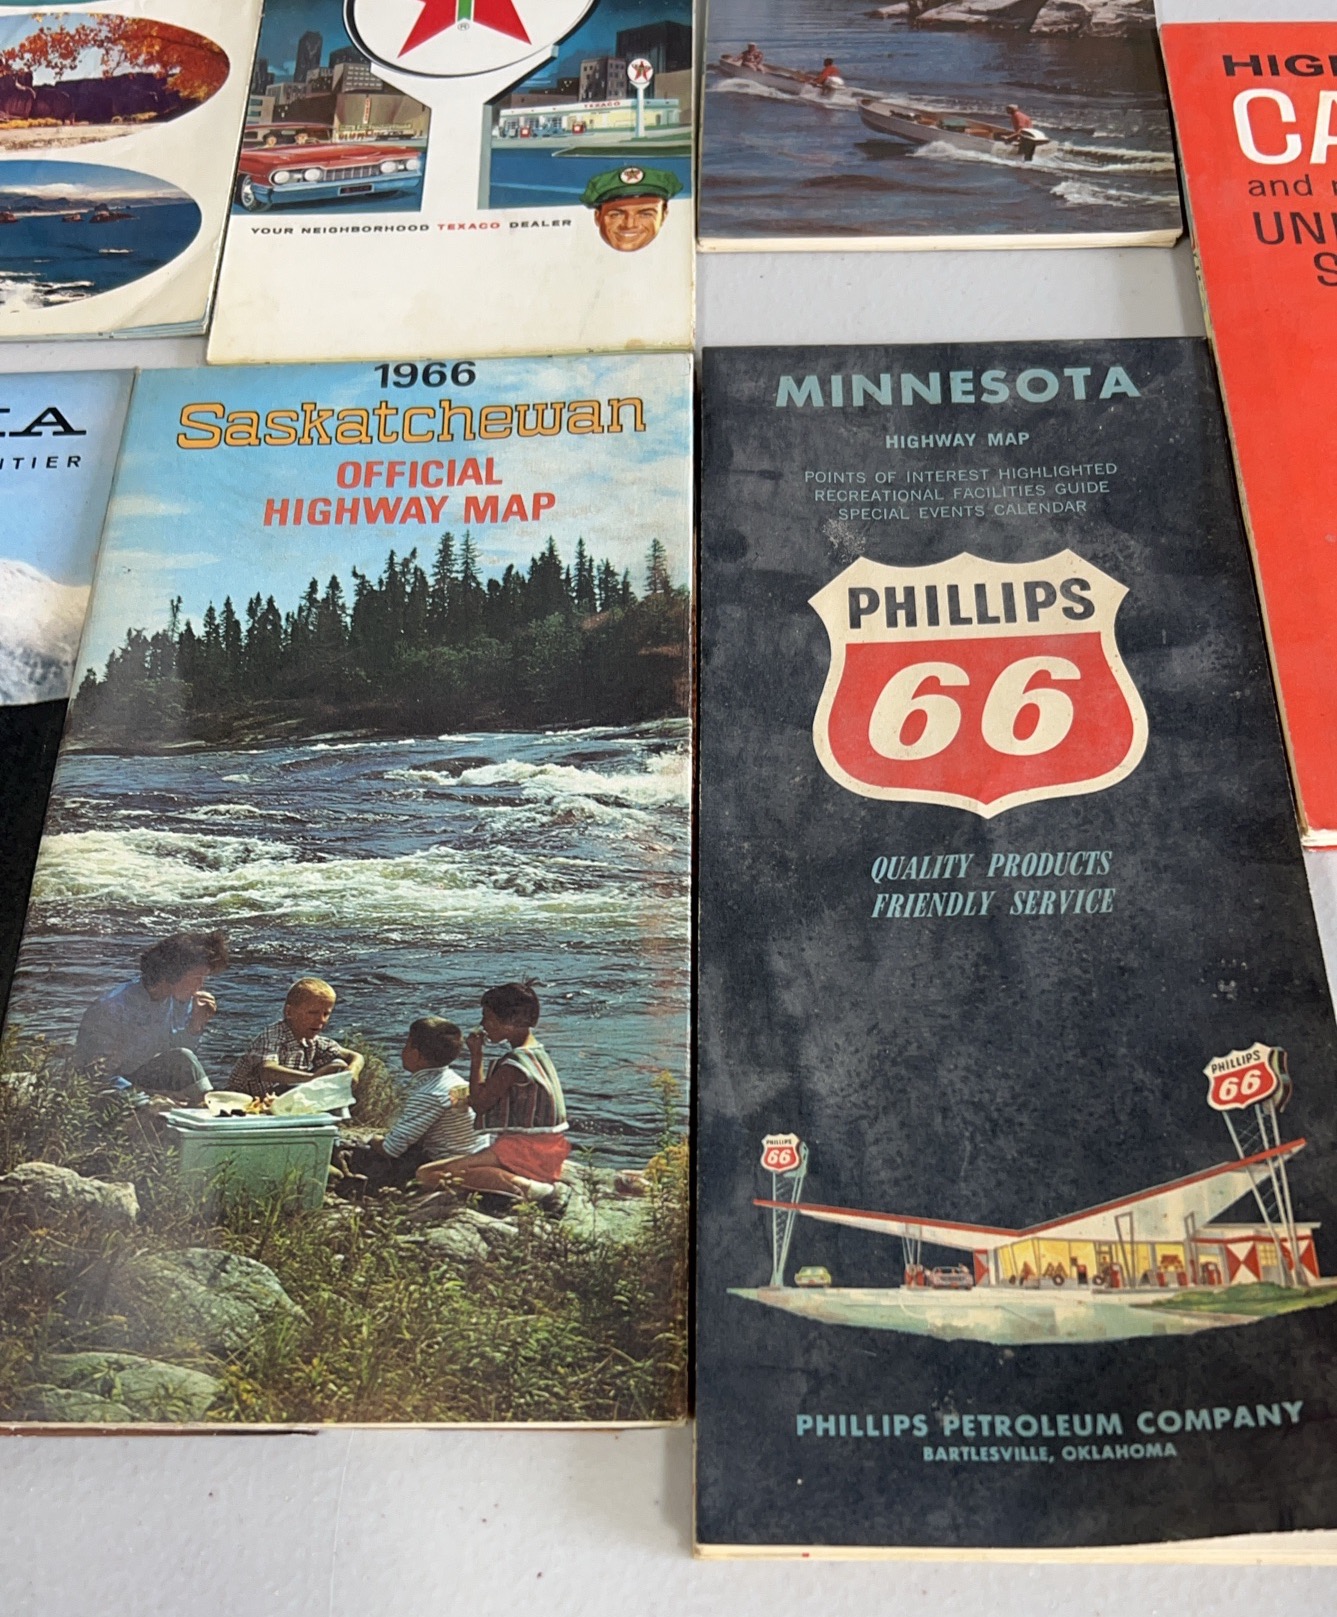 TEXACO
YOUR NEIGHBORHOOD TEXACO DEALER
and
1966
Saskatchewan
OFFICIAL
HIGHWAY MAP
MINNESOTA
HIGHWAY MAP
POINTS OF INTEREST HIGHLIGHTED
RECREATIONAL FACILITIES GUIDE
SPECIAL EVENTS CALENDAR
PHILLIPS
66
QUALITY PRODUCTS
FRIENDLY SERVICE
PHILLIPS
66
PHILLIPS
66
PHILLIPS PETROLEUM COMPANY
BARTLESVILLE, OKLAHOMA